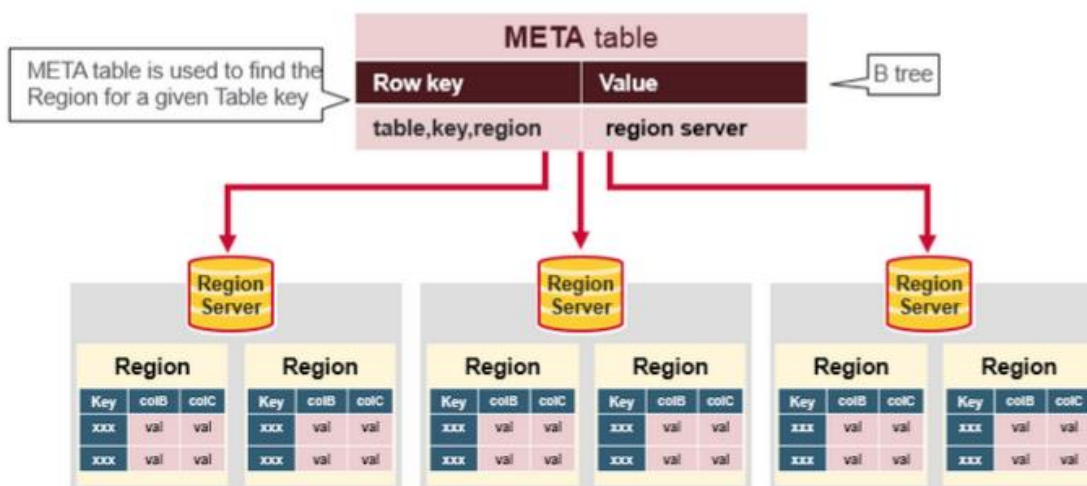 META table
META table is used to find the
Region for a given Table key
Row key Value
B tree
table,key,region region server
Region
Server
Region
Server
Region
Server
Region Region Region Region Region Region
Key colB colC Key colB colC Key colB colC Key colB colC Key colB colC Key colB colC
xxx val val xxx val val xxx val val xxx val val xxx val val xxx val val
xxx val val xxx val val xxx val val xxx val val xxx val val xxx val val